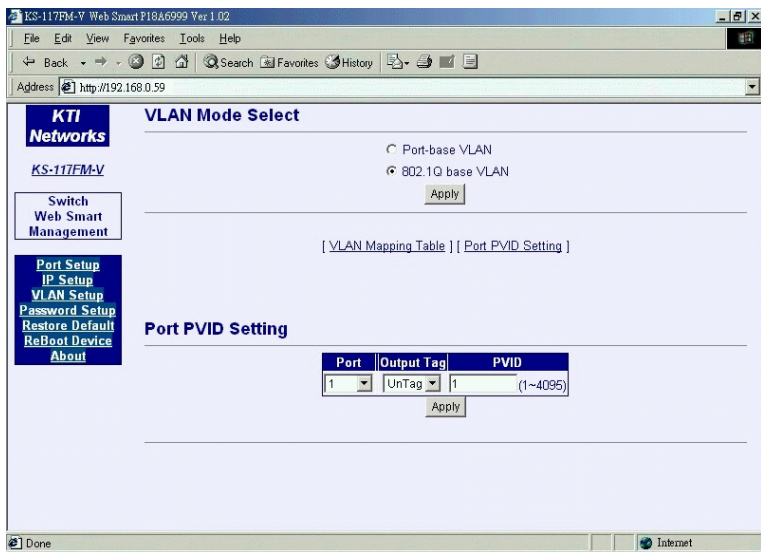 KS-117FM-V Web Smart P18A6999 Ver 1.02
File Edit View Favorites Tools Help
Back Search Favorites History
Address http://192.168.0.59
KTI
Networks
KS-117FM-V
Switch
Web Smart
Management
Port Setup
IP Setup
VLAN Setup
Password Setup
Restore Default
ReBoot Device
About
VLAN Mode Select
Port-base VLAN
802.1Q base VLAN
Apply
[ VLAN Mapping Table ] [ Port PVID Setting ]
Port PVID Setting
Port Output Tag PVID
1 UnTag 1 (1~4095)
Apply
Done Internet